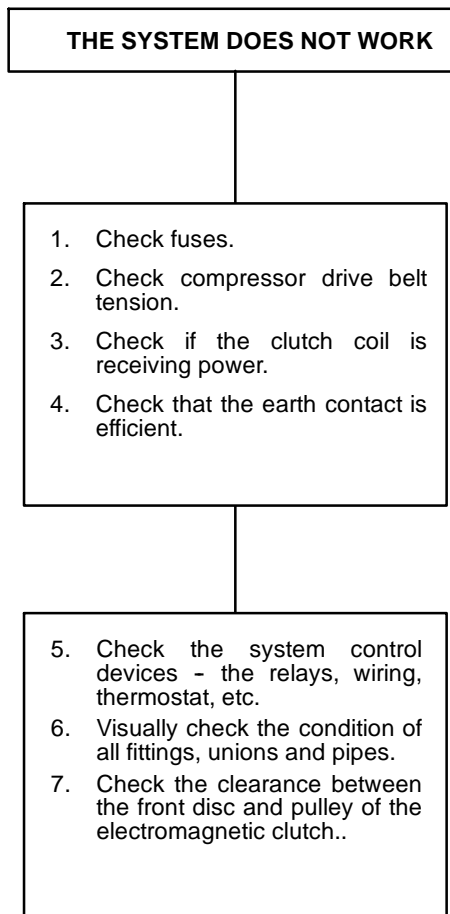 THE SYSTEM DOES NOT WORK
1. Check fuses.
2. Check compressor drive belt
tension.
3. Check if the clutch coil is
receiving power.
4. Check that the earth contact is
efficient.
5. Check the system control
devices - the relays, wiring,
thermostat, etc.
6. Visually check the condition of
all fittings, unions and pipes.
7. Check the clearance between
the front disc and pulley of the
electromagnetic clutch..